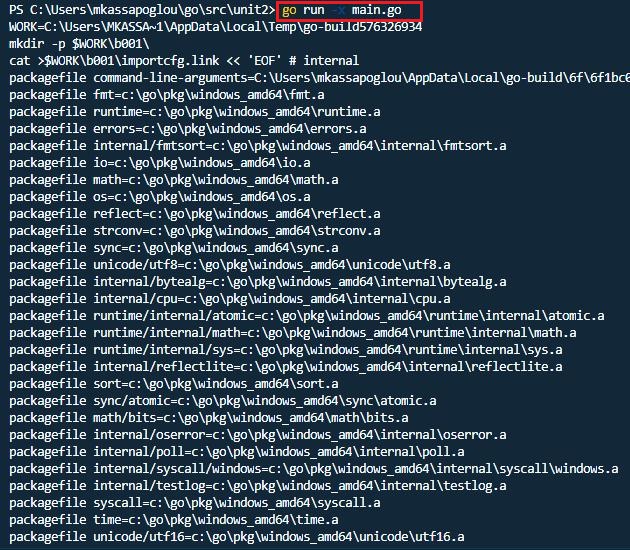 PS C:\Users\mkassapoglou\go\src\unit2> go run -x main.go
WORK=C:\Users\MKASSA~1\AppData\Local\Temp\go-build576326934
mkdir -p $WORK\b001\
cat >$WORK\b001\importcfg.link << 'EOF' # internal
packagefile command-line-arguments=C:\Users\mkassapoglou\AppData\Local\go-build\6f\6f1bc0
packagefile fmt=c:\go\pkg\windows_amd64\fmt.a
packagefile runtime=c:\go\pkg\windows_amd64\runtime.a
packagefile errors=c:\go\pkg\windows_amd64\errors.a
packagefile internal/fmtsort=c:\go\pkg\windows_amd64\internal\fmtsort.a
packagefile io=c:\go\pkg\windows_amd64\io.a
packagefile math=c:\go\pkg\windows_amd64\math.a
packagefile os=c:\go\pkg\windows_amd64\os.a
packagefile reflect=c:\go\pkg\windows_amd64\reflect.a
packagefile strconv=c:\go\pkg\windows_amd64\strconv.a
packagefile sync=c:\go\pkg\windows_amd64\sync.a
packagefile unicode/utf8=c:\go\pkg\windows_amd64\unicode\utf8.a
packagefile internal/bytealg=c:\go\pkg\windows_amd64\internal\bytealg.a
packagefile internal/cpu=c:\go\pkg\windows_amd64\internal\cpu.a
packagefile runtime/internal/atomic=c:\go\pkg\windows_amd64\runtime\internal\atomic.a
packagefile runtime/internal/math=c:\go\pkg\windows_amd64\runtime\internal\math.a
packagefile runtime/internal/sys=c:\go\pkg\windows_amd64\runtime\internal\sys.a
packagefile internal/reflectlite=c:\go\pkg\windows_amd64\internal\reflectlite.a
packagefile sort=c:\go\pkg\windows_amd64\sort.a
packagefile sync/atomic=c:\go\pkg\windows_amd64\sync\atomic.a
packagefile math/bits=c:\go\pkg\windows_amd64\math\bits.a
packagefile internal/oserror=c:\go\pkg\windows_amd64\internal\oserror.a
packagefile internal/poll=c:\go\pkg\windows_amd64\internal\poll.a
packagefile internal/syscall/windows=c:\go\pkg\windows_amd64\internal\syscall\windows.a
packagefile internal/testlog=c:\go\pkg\windows_amd64\internal\testlog.a
packagefile syscall=c:\go\pkg\windows_amd64\syscall.a
packagefile time=c:\go\pkg\windows_amd64\time.a
packagefile unicode/utf16=c:\go\pkg\windows_amd64\unicode\utf16.a